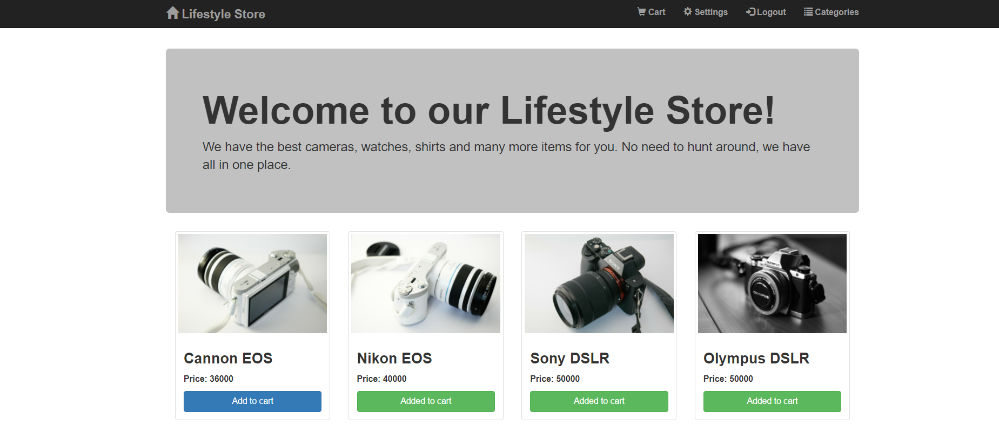 Lifestyle Store
Cart
Settings
Logout
Categories
Welcome to our Lifestyle Store!
We have the best cameras, watches, shirts and many more items for you. No need to hunt around, we have
all in one place.
SONY
OLYMPUS
OLYMPUS
Cannon EOS
Price: 36000
Add to cart
Nikon EOS
Price: 40000
Added to cart
Sony DSLR
Price: 50000
Added to cart
Olympus DSLR
Price: 50000
Added to cart